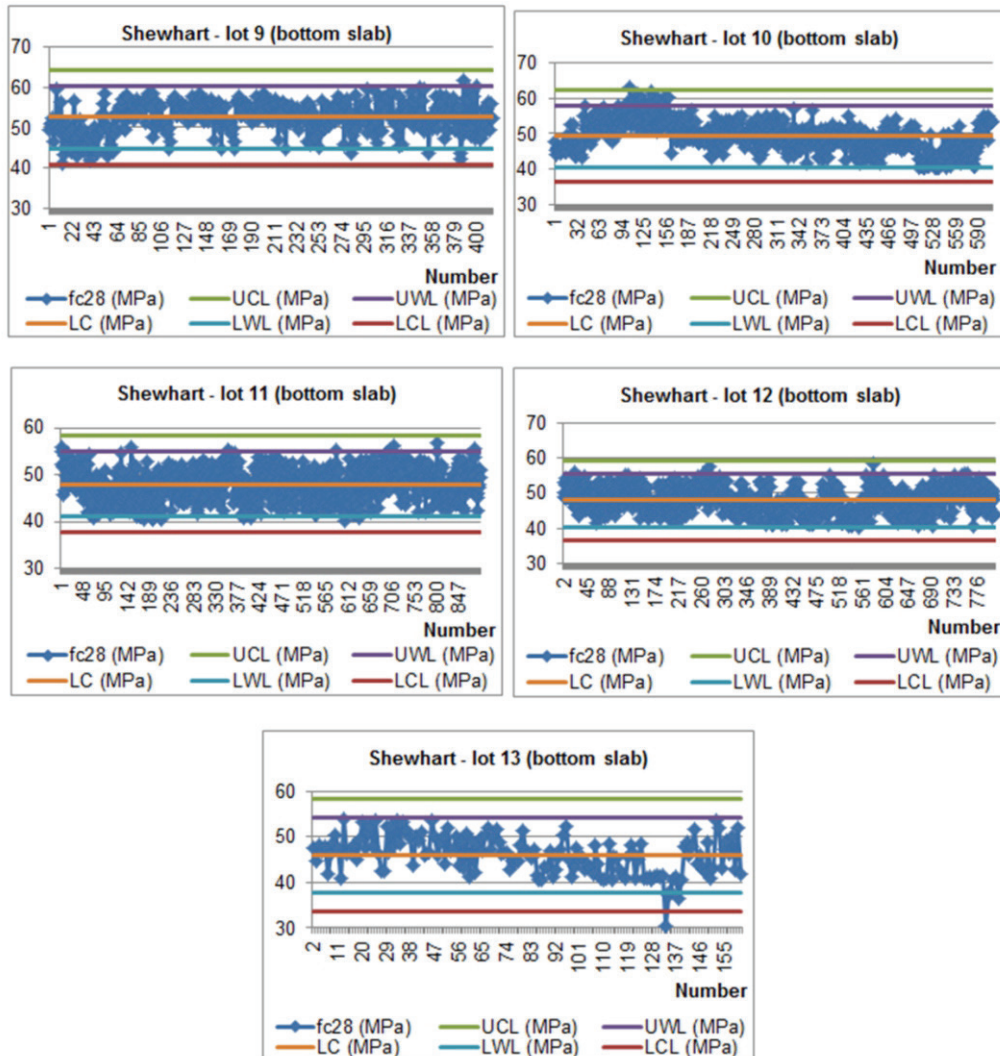 Shewhart - lot 9 (bottom slab)
70
60
50
40
30
1 22 43 64 85 106 127 148 169 190 211 232 253 274 295 316 337 358 379 400
Number
fc28 (MPa) UCL (MPa) UWL (MPa)
LC (MPa) LWL (MPa) LCL (MPa)
Shewhart - lot 10 (bottom slab)
70
60
50
40
30
1 32 63 94 125 156 187 218 249 280 311 342 373 404 435 466 497 528 559 590
Number
fc28 (MPa) UCL (MPa) UWL (MPa)
LC (MPa) LWL (MPa) LCL (MPa)
Shewhart - lot 11 (bottom slab)
60
50
40
30
1 48 95 142 189 236 283 330 377 424 471 518 565 612 659 706 753 800 847
Number
fc28 (MPa) UCL (MPa) UWL (MPa)
LC (MPa) LWL (MPa) LCL (MPa)
Shewhart - lot 12 (bottom slab)
70
60
50
40
30
2 45 88 131 174 217 260 303 346 389 432 475 518 561 604 647 690 733 776
Number
fc28 (MPa) UCL (MPa) UWL (MPa)
LC (MPa) LWL (MPa) LCL (MPa)
Shewhart - lot 13 (bottom slab)
60
50
40
30
2 11 20 29 38 47 56 65 74 83 92 101 110 119 128 137 146 155
Number
fc28 (MPa) UCL (MPa) UWL (MPa)
LC (MPa) LWL (MPa) LCL (MPa)